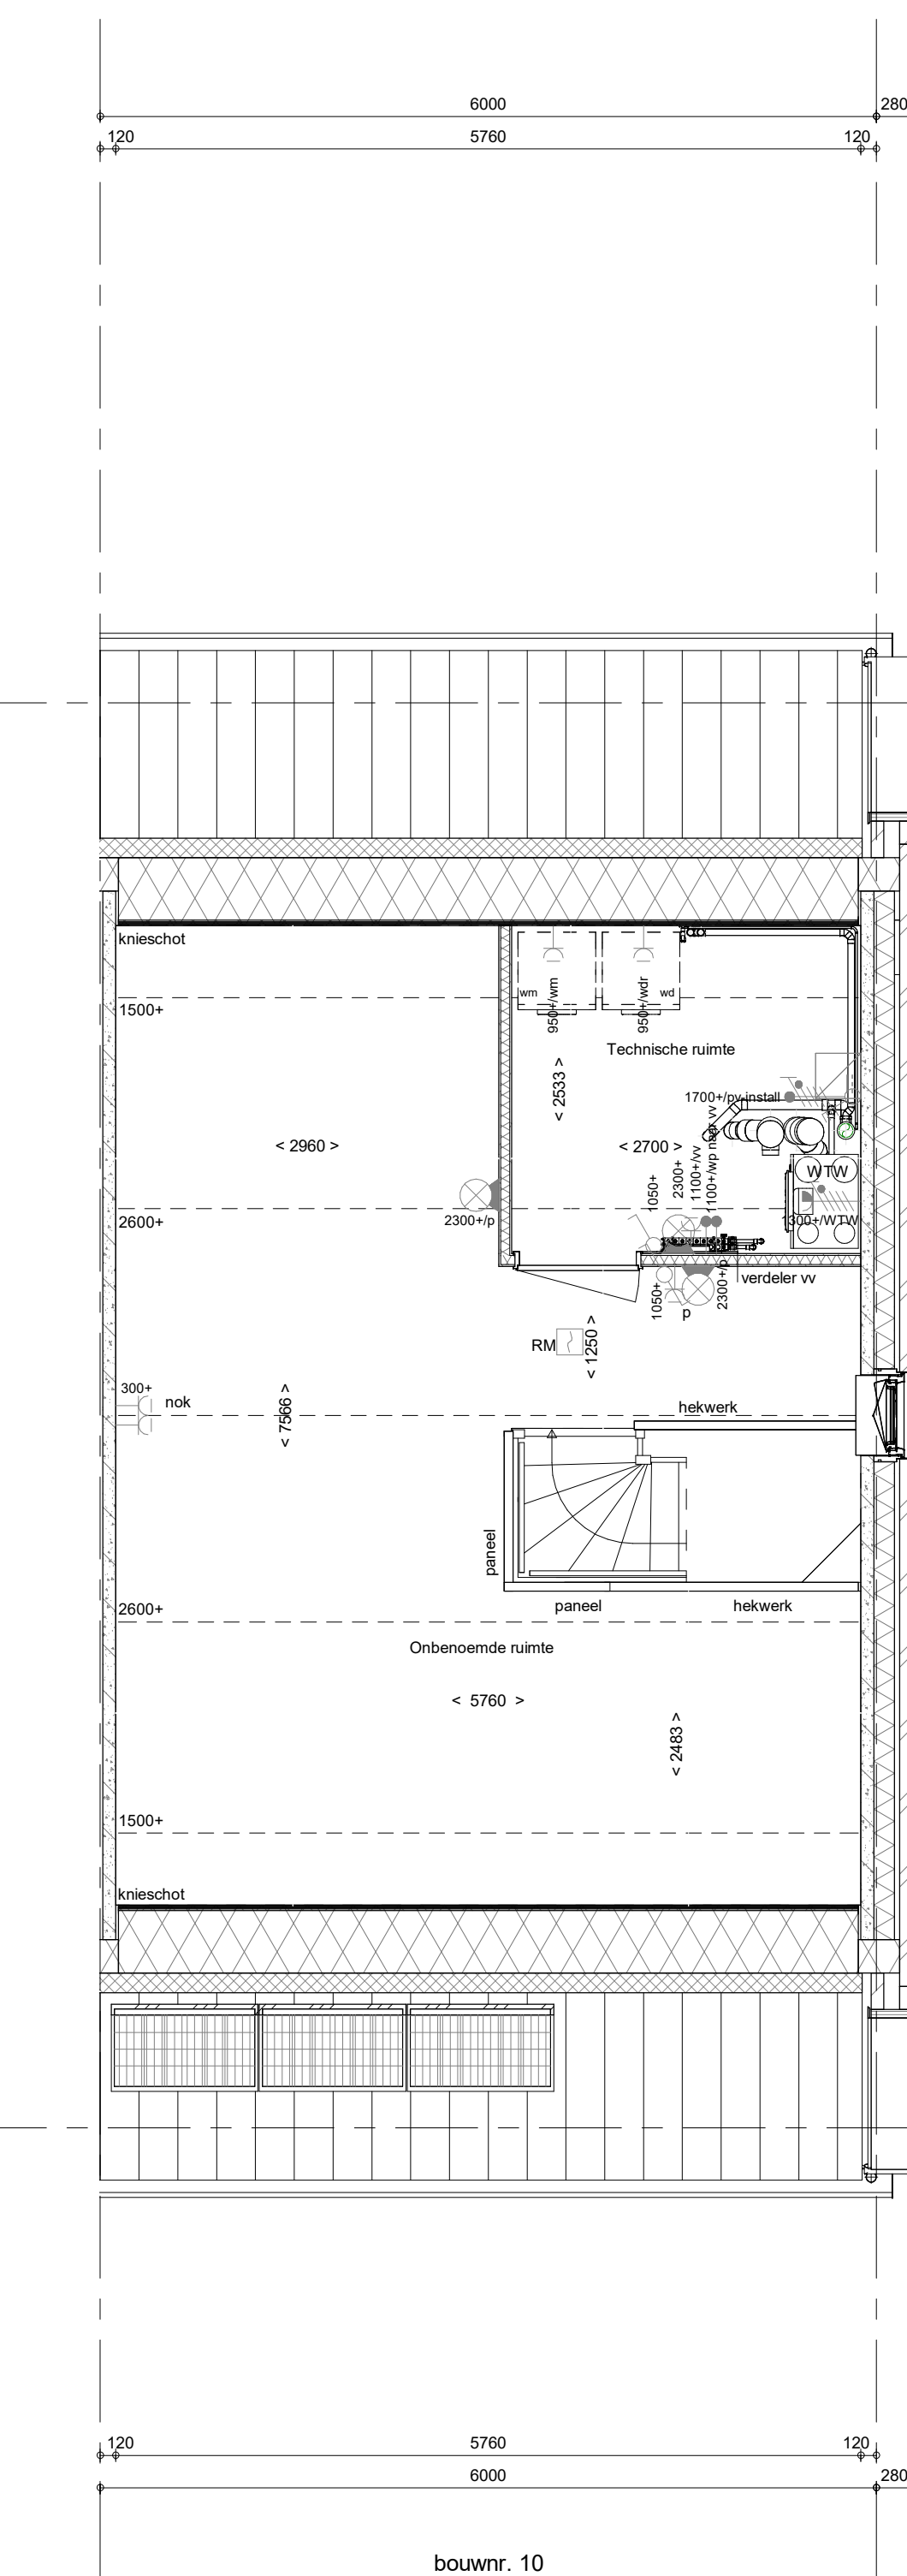 6000
280
120
5760
120
knieschot
wm
950+/wm
950+/wdr
wd
1500+
Technische ruimte
< 2533 >
1700+/pv install
< 2960 >
< 2700 >
1050+
2300+
1100+/vv
1100+/wp naar vv
WTW
2600+
2300+/p
1300+/WTW
verdeler vv
1050+
p
2300+/p
RM
< 1250 >
300+
nok
< 7566 >
hekwerk
paneel
paneel
hekwerk
2600+
Onbenoemde ruimte
< 5760 >
< 2483 >
1500+
knieschot
120
5760
120
6000
280
bouwnr. 10